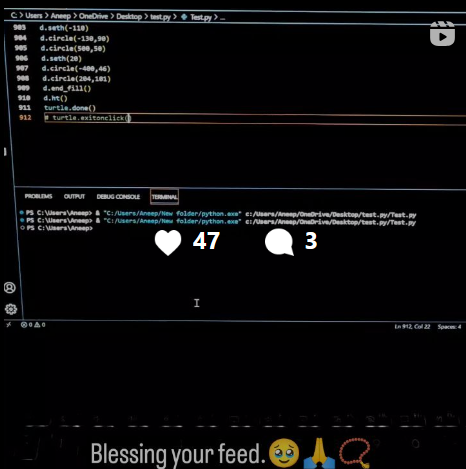 C: > Users > Aneep > OneDrive > Desktop > test.py > Test.py > ...
903 d.seth(-110)
904 d.circle(-130,90)
905 d.circle(500,50)
906 d.seth(20)
907 d.circle(-400,46)
908 d.circle(204,181)
909 d.end_fill()
910 d.ht()
911 turtle.done()
912 # turtle.exitonclick()
PROBLEMS OUTPUT DEBUG CONSOLE TERMINAL
PS C:\Users\Aneep> & "C:/Users/Aneep/New folder/python.exe" c:/Users/Aneep/OneDrive/Desktop/test.py/Test.py
PS C:\Users\Aneep> & "C:/Users/Aneep/New folder/python.exe" c:/Users/Aneep/OneDrive/Desktop/test.py/Test.py
PS C:\Users\Aneep>
47 3
0 0 Ln 912, Col 22 Spaces: 4
Blessing your feed. 🥹🙏📿